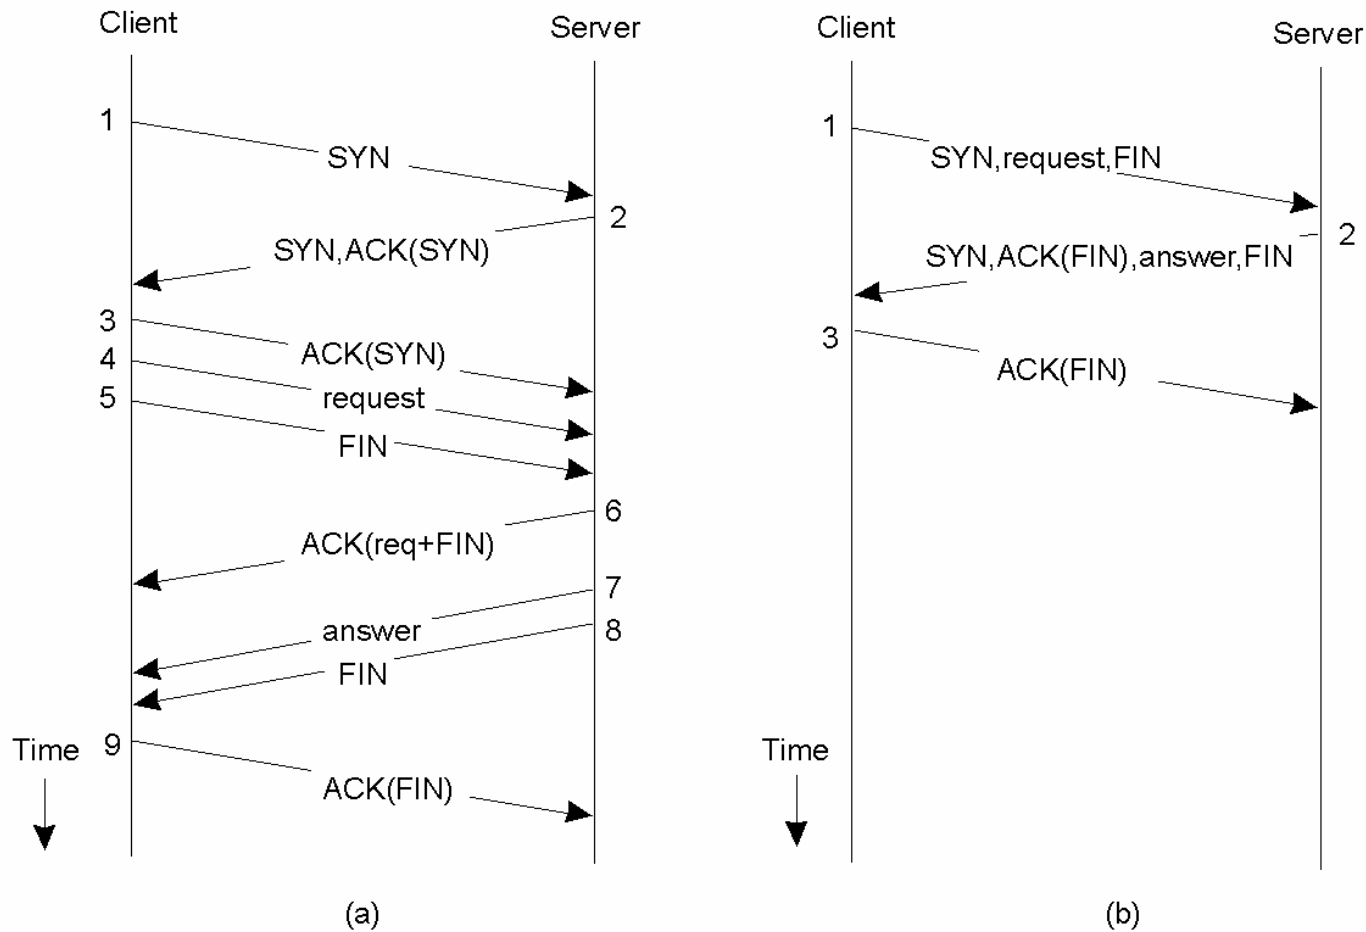 Client
Server
1
SYN
2
SYN,ACK(SYN)
3
ACK(SYN)
4
request
5
FIN
6
ACK(req+FIN)
7
answer
8
FIN
9
Time
ACK(FIN)
(a)
Client
Server
1
SYN,request,FIN
2
SYN,ACK(FIN),answer,FIN
3
ACK(FIN)
Time
(b)